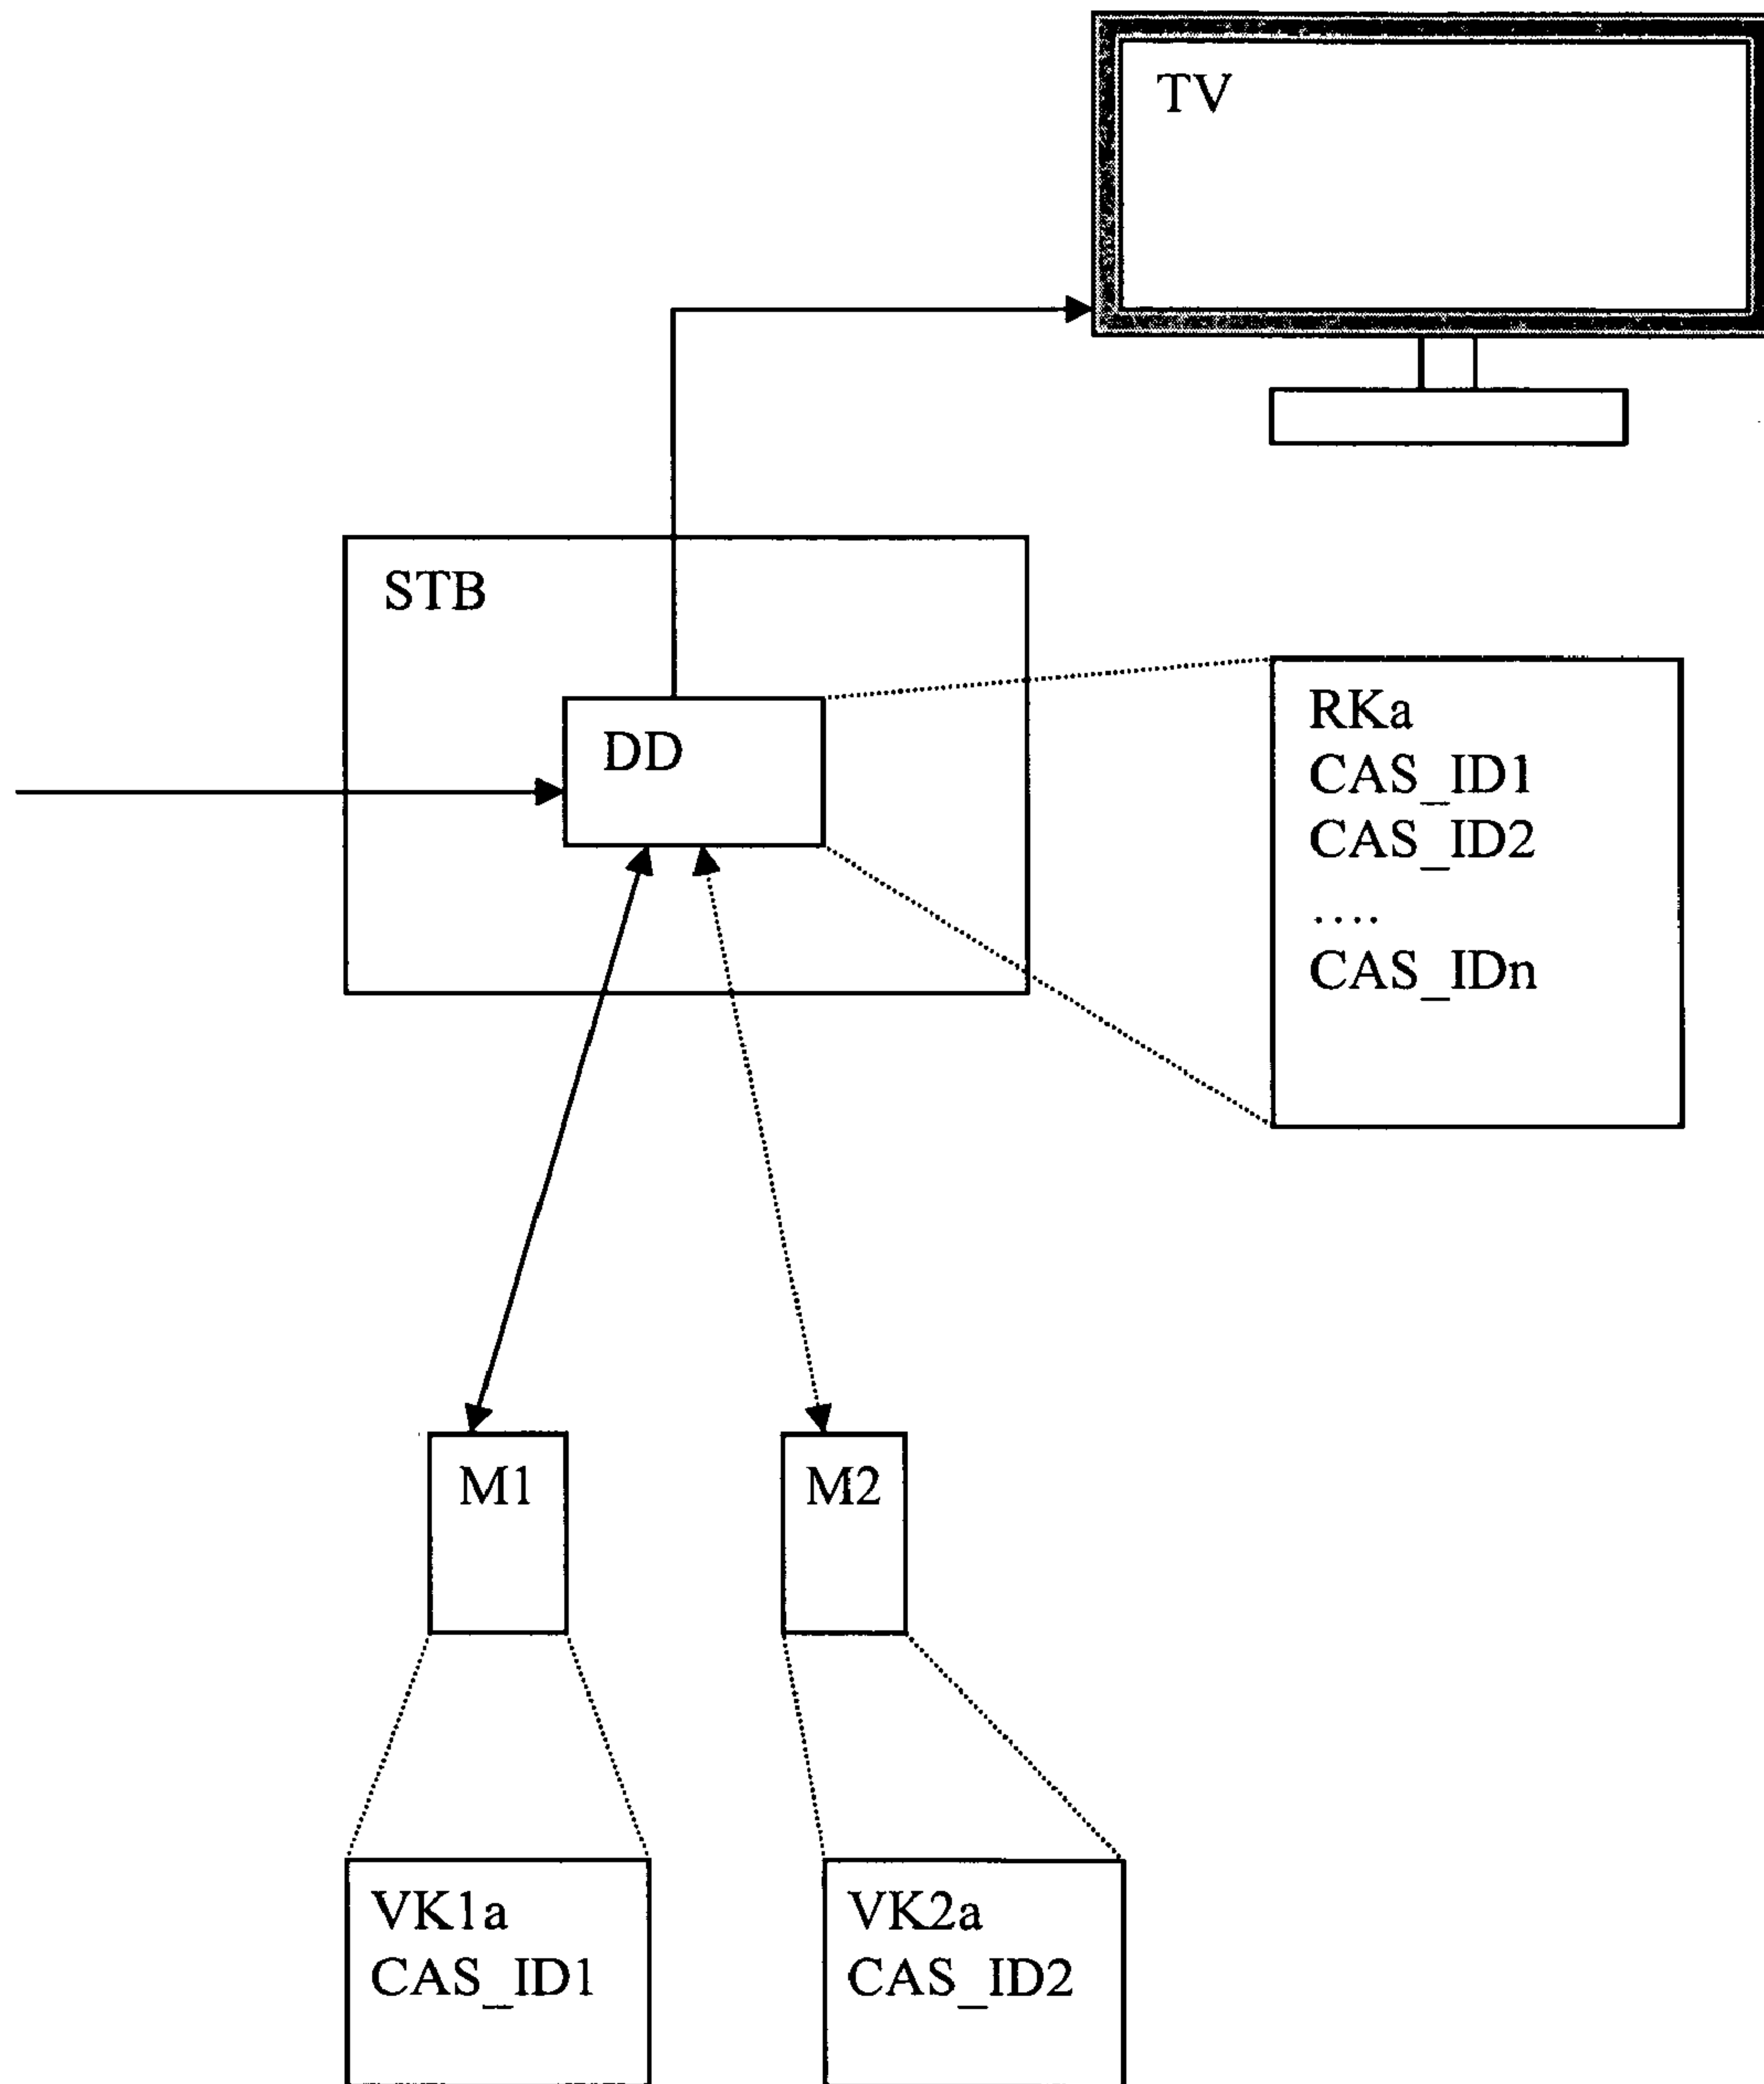 TV
STB
DD
RKa
CAS_ID1
CAS_ID2
....
CAS_IDn
M1
M2
VK1a
CAS_ID1
VK2a
CAS_ID2